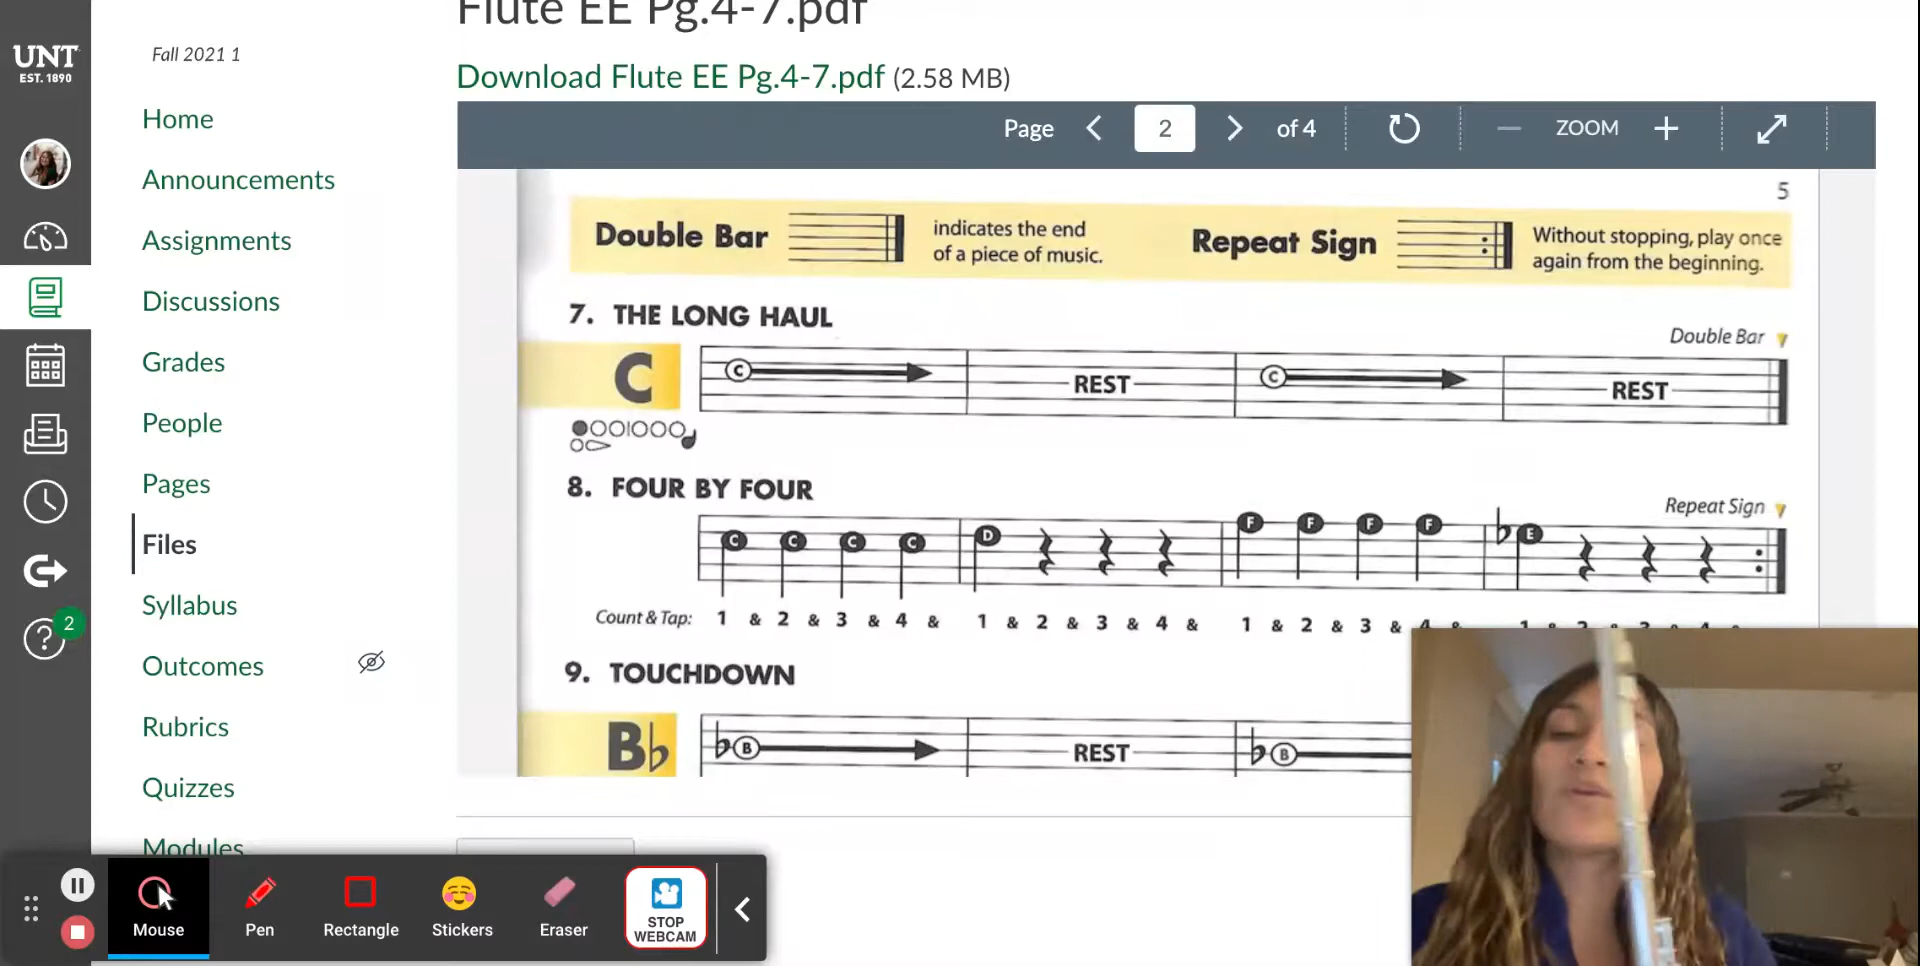 Flute EE Pg.4-7.pdf
UNT
EST. 1890
Fall 2021 1
Download Flute EE Pg.4-7.pdf (2.58 MB)
Home
Announcements
Assignments
Discussions
Grades
People
Pages
Files
Syllabus
Outcomes
Rubrics
Quizzes
Modules
2
Page 2 of 4 ZOOM
5
Double Bar indicates the end
of a piece of music.
Repeat Sign Without stopping, play once
again from the beginning.
7. THE LONG HAUL
Double Bar
C C REST C REST
8. FOUR BY FOUR
Repeat Sign
C C C C D F F F F E
Count & Tap: 1 & 2 & 3 & 4 & 1 & 2 & 3 & 4 & 1 & 2 & 3 & 4 & 1 & 2 & 3 & 4 &
9. TOUCHDOWN
B♭ ♭B REST ♭B
Mouse
Pen
Rectangle
Stickers
Eraser
STOP
WEBCAM